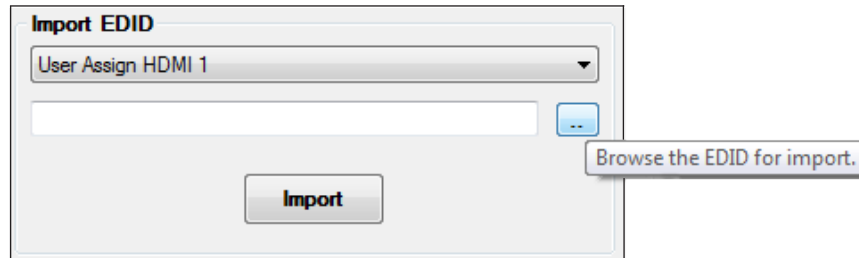 Import EDID
User Assign HDMI 1
..
Browse the EDID for import.
Import